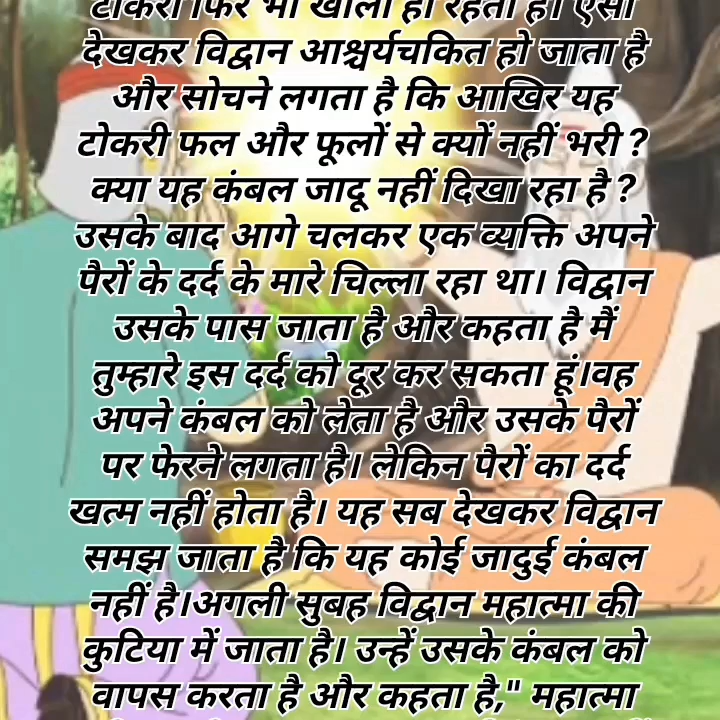 टोकरी फिर भी खाली ही रहती है। ऐसा
देखकर विद्वान आश्चर्यचकित हो जाता है
और सोचने लगता है कि आखिर यह
टोकरी फल और फूलों से क्यों नहीं भरी ?
क्या यह कंबल जादू नहीं दिखा रहा है ?
उसके बाद आगे चलकर एक व्यक्ति अपने
पैरों के दर्द के मारे चिल्ला रहा था। विद्वान
उसके पास जाता है और कहता है मैं
तुम्हारे इस दर्द को दूर कर सकता हूं।वह
अपने कंबल को लेता है और उसके पैरों
पर फेरने लगता है। लेकिन पैरों का दर्द
खत्म नहीं होता है। यह सब देखकर विद्वान
समझ जाता है कि यह कोई जादुई कंबल
नहीं है।अगली सुबह विद्वान महात्मा की
कुटिया में जाता है। उन्हें उसके कंबल को
वापस करता है और कहता है," महात्मा